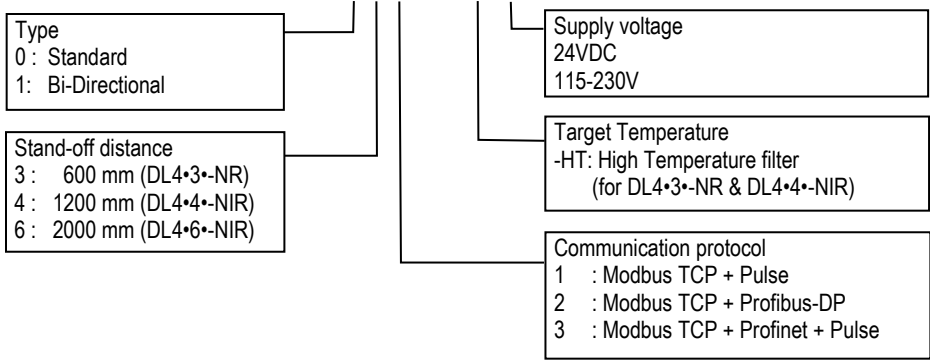 Type
0 : Standard
1: Bi-Directional
Stand-off distance
3 : 600 mm (DL4•3•-NR)
4 : 1200 mm (DL4•4•-NIR)
6 : 2000 mm (DL4•6•-NIR)
Supply voltage
24VDC
115-230V
Target Temperature
-HT: High Temperature filter
(for DL4•3•-NR & DL4•4•-NIR)
Communication protocol
1 : Modbus TCP + Pulse
2 : Modbus TCP + Profibus-DP
3 : Modbus TCP + Profinet + Pulse